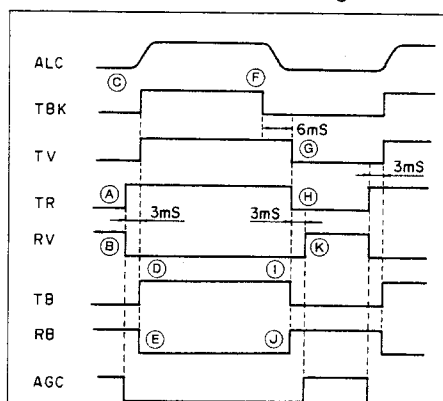 ALC
C F
TBK
6mS
TV G
3mS
A H
TR
3mS 3mS
RV B K
D I
TB
RB E J
AGC